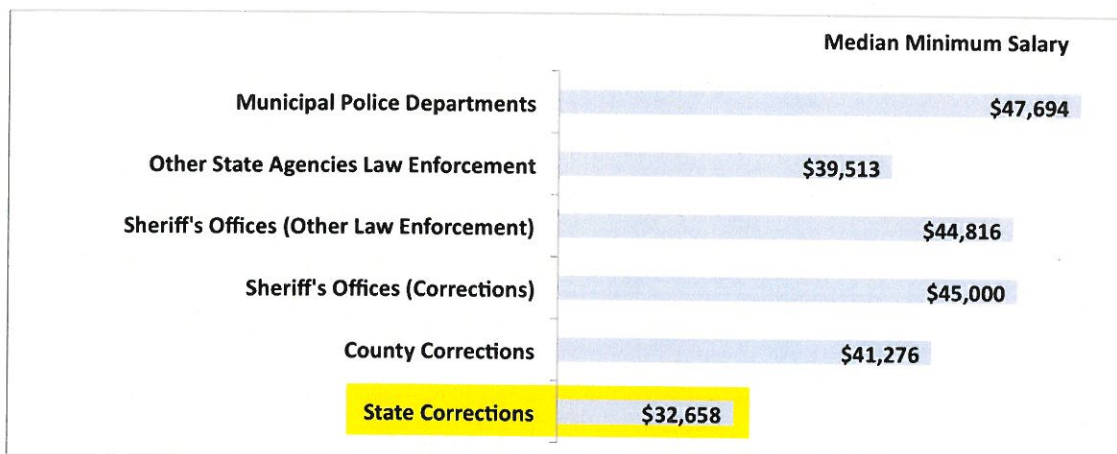 Median Minimum Salary
Municipal Police Departments $47,694
Other State Agencies Law Enforcement $39,513
Sheriff's Offices (Other Law Enforcement) $44,816
Sheriff's Offices (Corrections) $45,000
County Corrections $41,276
State Corrections $32,658